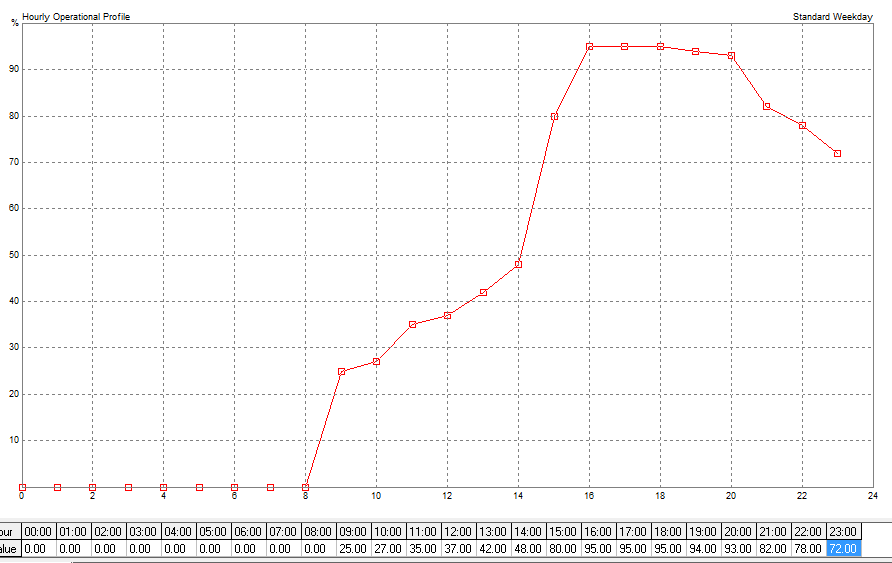 Hourly Operational Profile Standard Weekday
%
90
80
70
60
50
40
30
20
10
0 2 4 6 8 10 12 14 16 18 20 22 24
our 00:00 01:00 02:00 03:00 04:00 05:00 06:00 07:00 08:00 09:00 10:00 11:00 12:00 13:00 14:00 15:00 16:00 17:00 18:00 19:00 20:00 21:00 22:00 23:00
alue 0.00 0.00 0.00 0.00 0.00 0.00 0.00 0.00 0.00 25.00 27.00 35.00 37.00 42.00 48.00 80.00 95.00 95.00 95.00 94.00 93.00 82.00 78.00 72.00